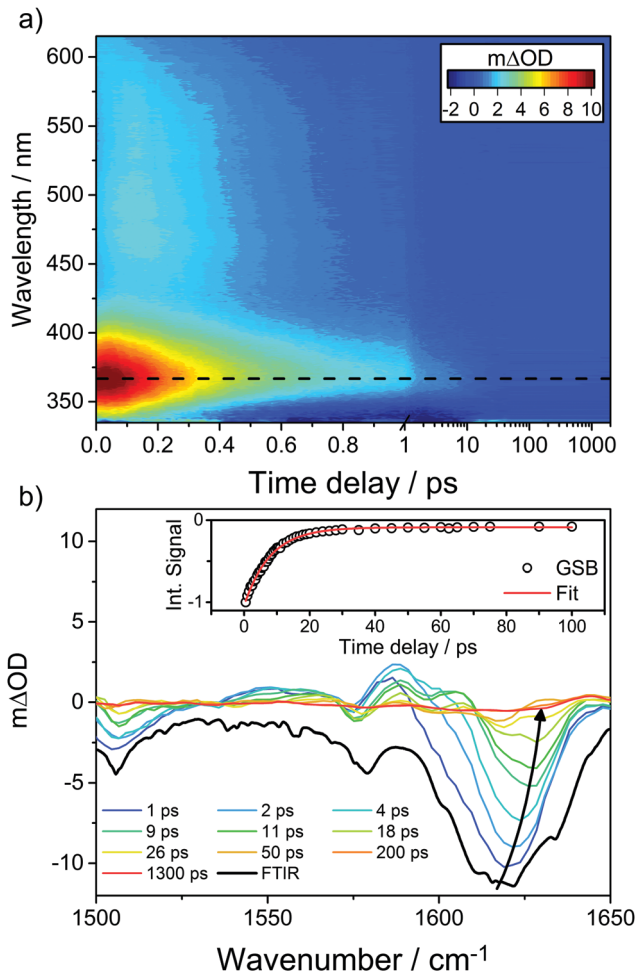 a)
600
550
500
450
400
350
Wavelength / nm
mΔOD
-2 0 2 4 6 8 10
0.0 0.2 0.4 0.6 0.8 1 10 100 1000
Time delay / ps
b)
10
5
0
-5
-10
mΔOD
0
-1
Int. Signal
GSB
Fit
0 20 40 60 80 100
Time delay / ps
1 ps 2 ps 4 ps
9 ps 11 ps 18 ps
26 ps 50 ps 200 ps
1300 ps FTIR
1500 1550 1600 1650
Wavenumber / cm-1